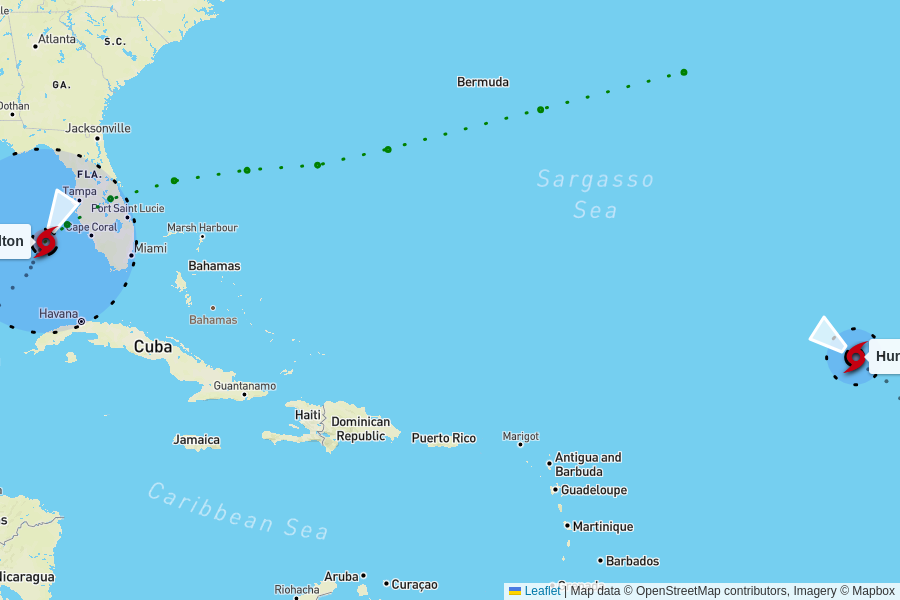 le
Atlanta
S.C.
GA.
Dothan
Jacksonville
FLA.
Tampa
Port Saint Lucie
Cape Coral
lton
Miami
Havana
Bermuda
Sargasso
Sea
Marsh Harbour
Bahamas
Bahamas
Cuba
Guantanamo
Haiti
Dominican
Republic
Jamaica
Puerto Rico
Marigot
Antigua and
Barbuda
Guadeloupe
Martinique
Barbados
Caribbean Sea
s
Nicaragua
Riohacha
Aruba
Curaçao
Hur
Leaflet | Map data © OpenStreetMap contributors, Imagery © Mapbox